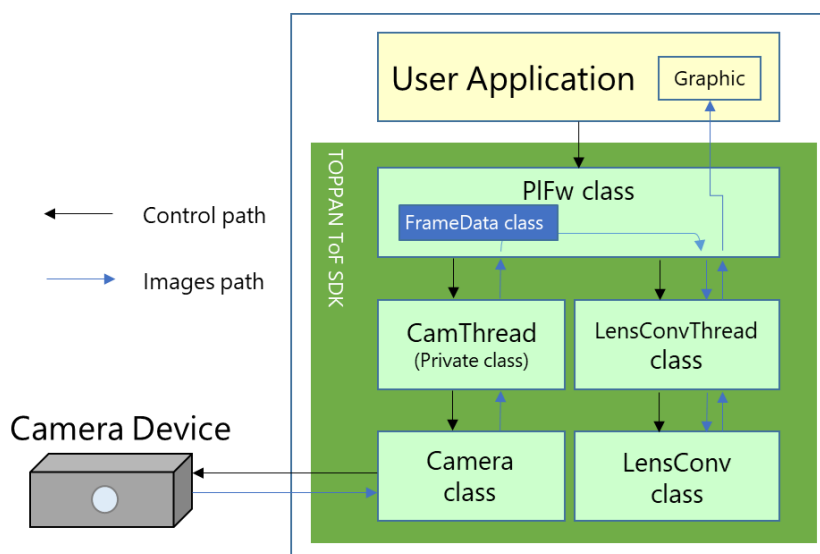 User Application
Graphic
TOPPAN ToF SDK
PlFw class
FrameData class
Control path
Images path
CamThread
(Private class)
LensConvThread
class
Camera Device
Camera
class
LensConv
class